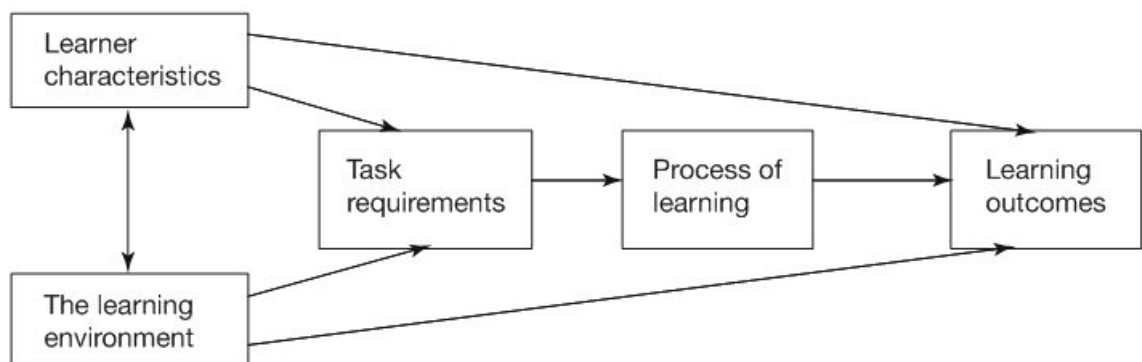 Learner
characteristics
Task
requirements
Process of
learning
Learning
outcomes
The learning
environment